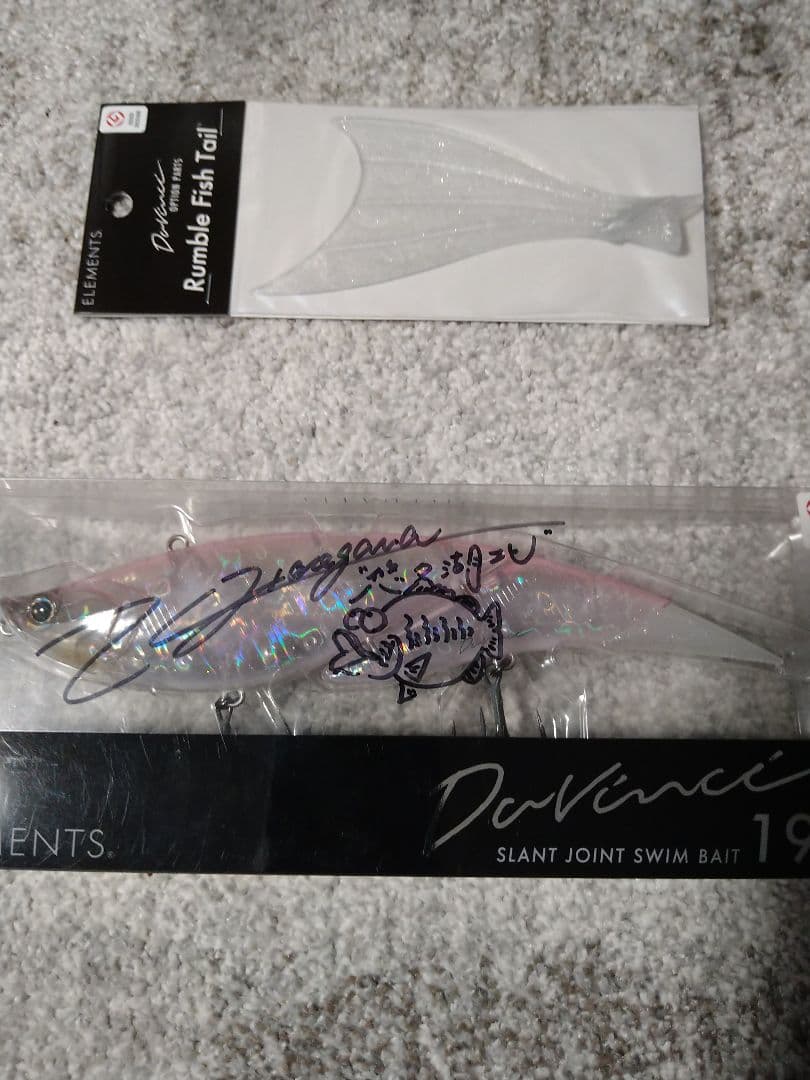 ELEMENTS
DaVinci
OPTION PARTS
Rumble Fish Tail
ENTS
DaVinci
SLANT JOINT SWIM BAIT 19